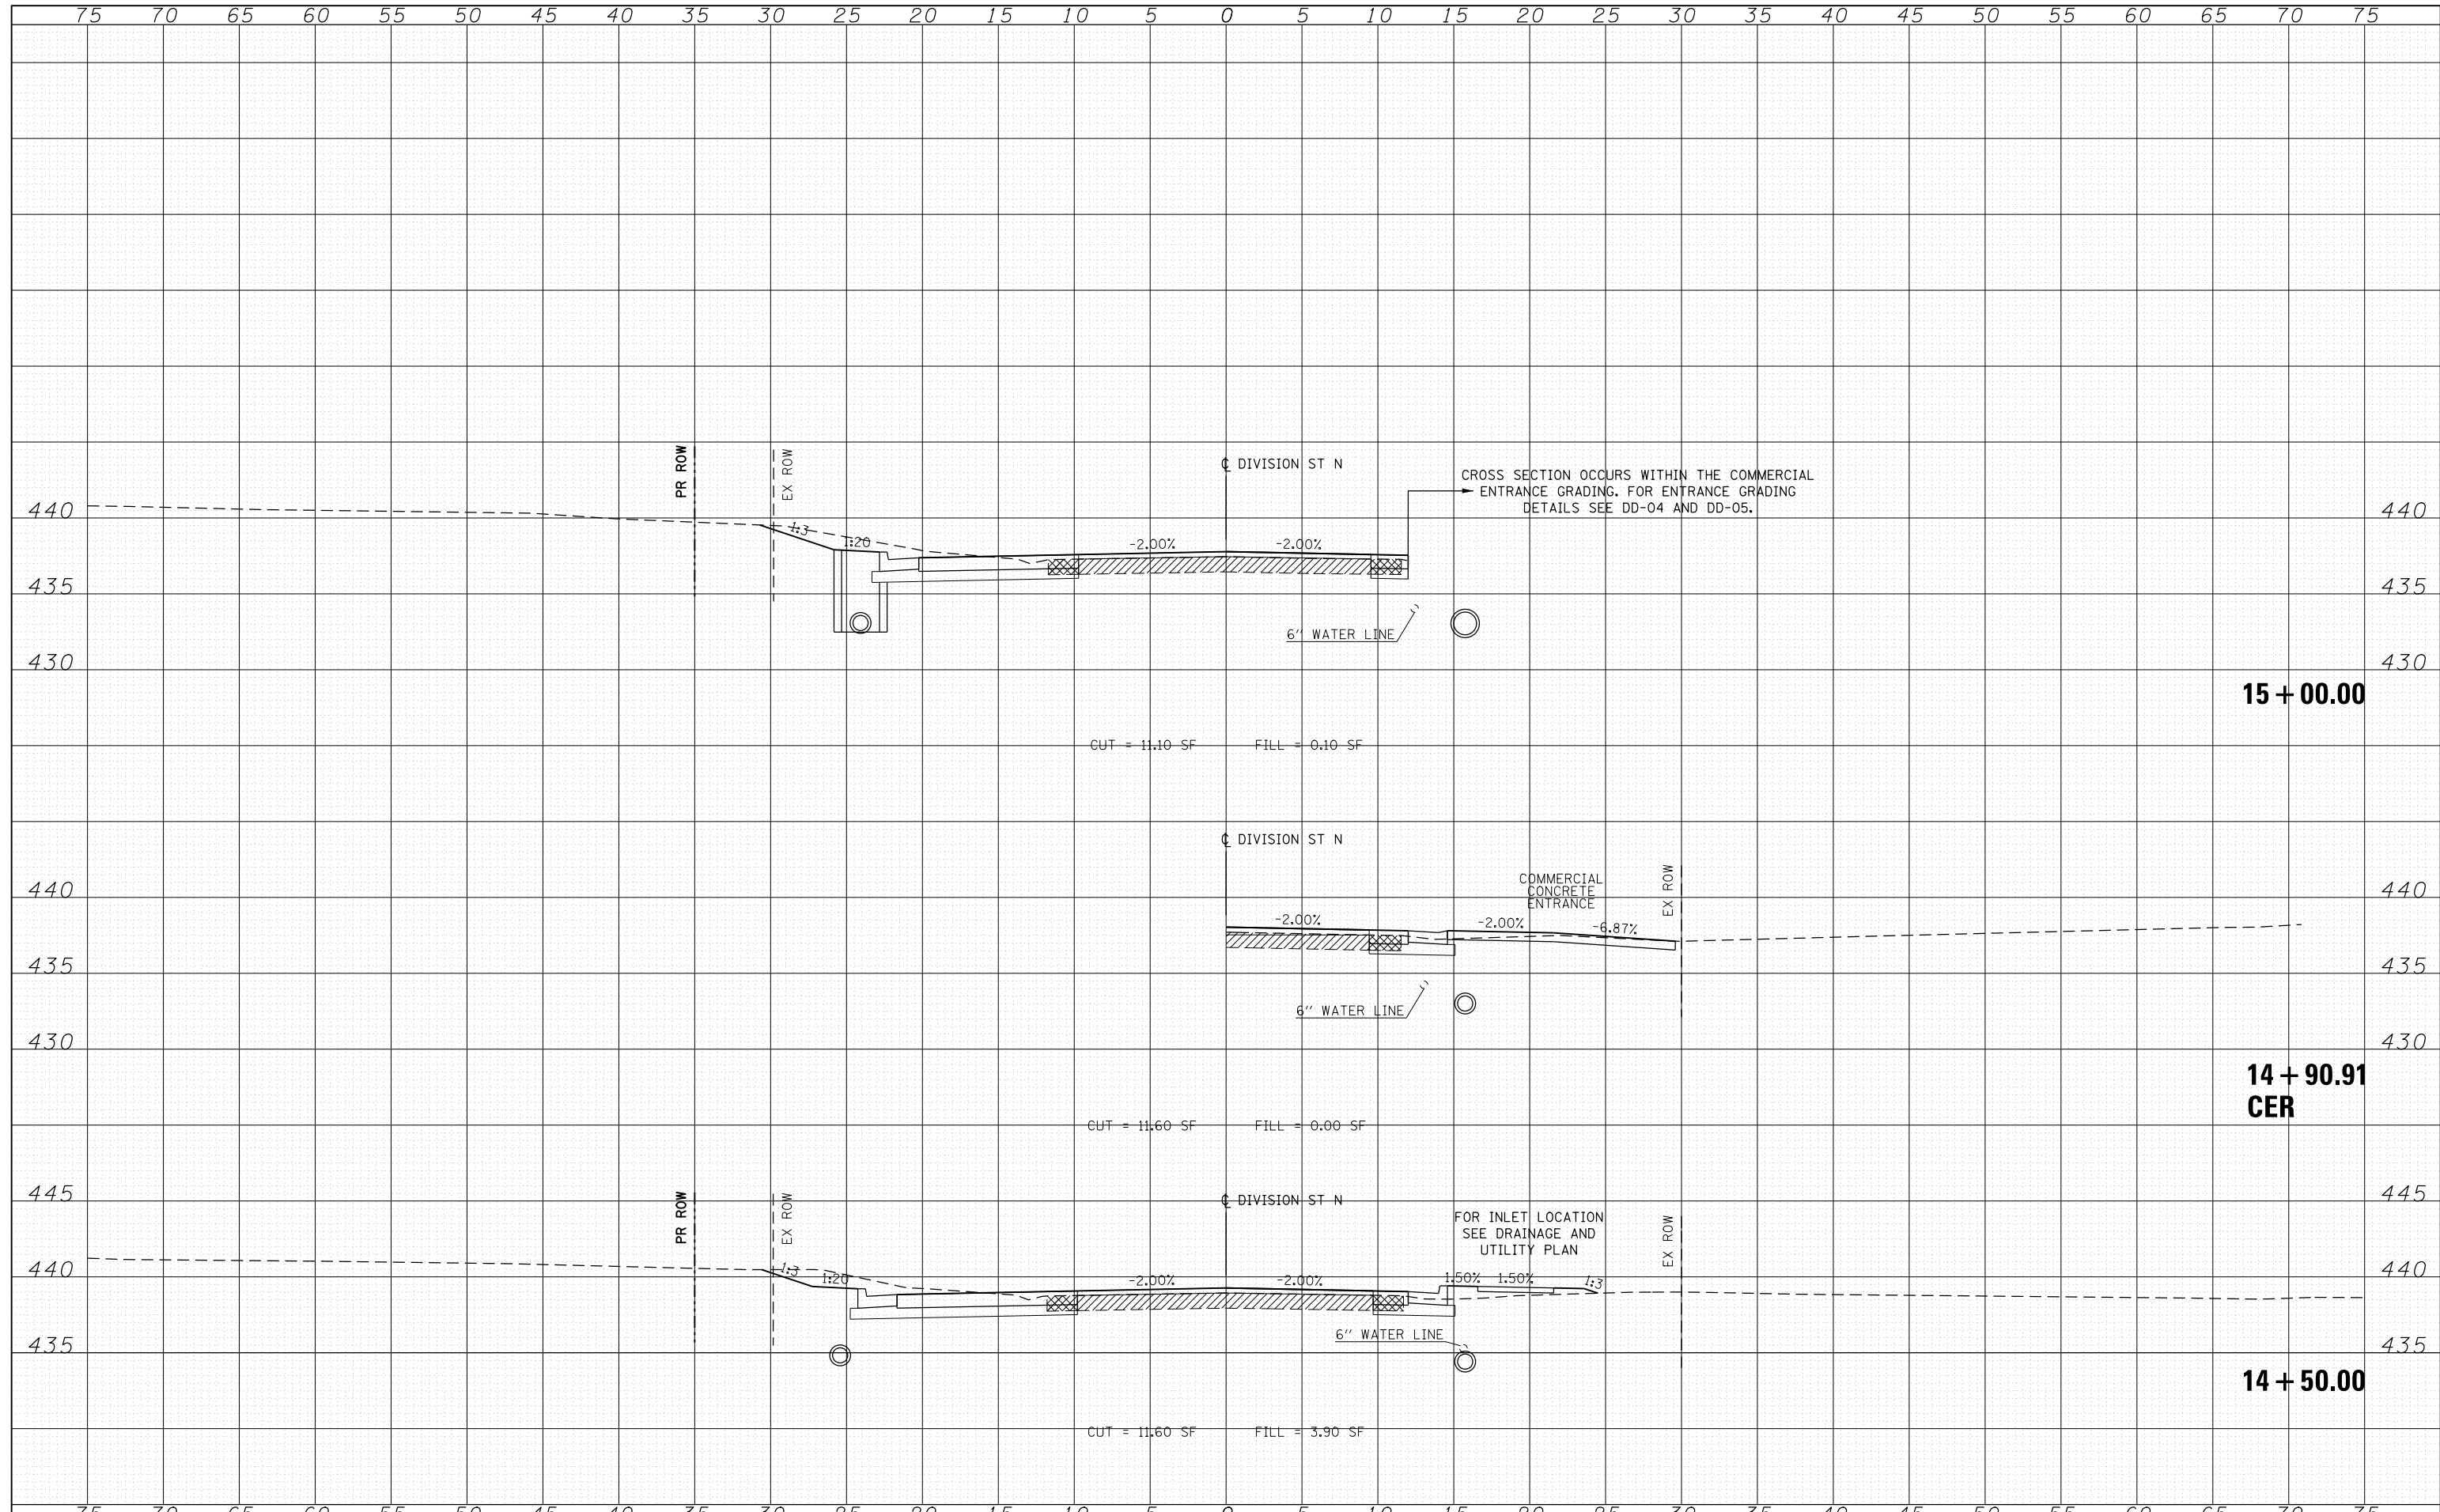 75 70 65 60 55 50 45 40 35 30 25 20 15 10 5 0 5 10 15 20 25 30 35 40 45 50 55 60 65 70 75
PR ROW
EX ROW
℄ DIVISION ST N
CROSS SECTION OCCURS WITHIN THE COMMERCIAL
ENTRANCE GRADING. FOR ENTRANCE GRADING
DETAILS SEE DD-04 AND DD-05.
440 440
1:3
1:20
-2.00% -2.00%
435 435
6'' WATER LINE
430 430
15+00.00
CUT = 11.10 SF FILL = 0.10 SF
℄ DIVISION ST N
EX ROW
COMMERCIAL
CONCRETE
ENTRANCE
440 440
-2.00% -2.00% -6.87%
435 435
6'' WATER LINE
430 430
14+90.91
CER
CUT = 11.60 SF FILL = 0.00 SF
445 445
PR ROW
EX ROW
℄ DIVISION ST N
FOR INLET LOCATION
SEE DRAINAGE AND
UTILITY PLAN
EX ROW
440 440
1:3
1:20
-2.00% -2.00% 1.50% 1.50% 1:3
6'' WATER LINE
435 435
14+50.00
CUT = 11.60 SF FILL = 3.90 SF
75 70 65 60 55 50 45 40 35 30 25 20 15 10 5 0 5 10 15 20 25 30 35 40 45 50 55 60 65 70 75